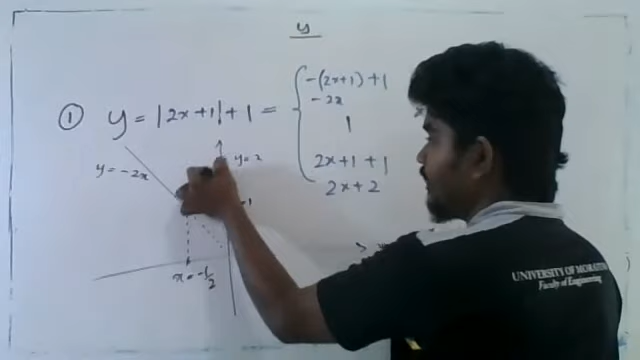 y
① y = |2x+1| + 1 = { -(2x+1) + 1
-2x
1
2x+1 + 1
2x + 2
y = -2x
y = 2
1
x = -1/2
UNIVERSITY OF MORATUWA
Faculty of Engineering